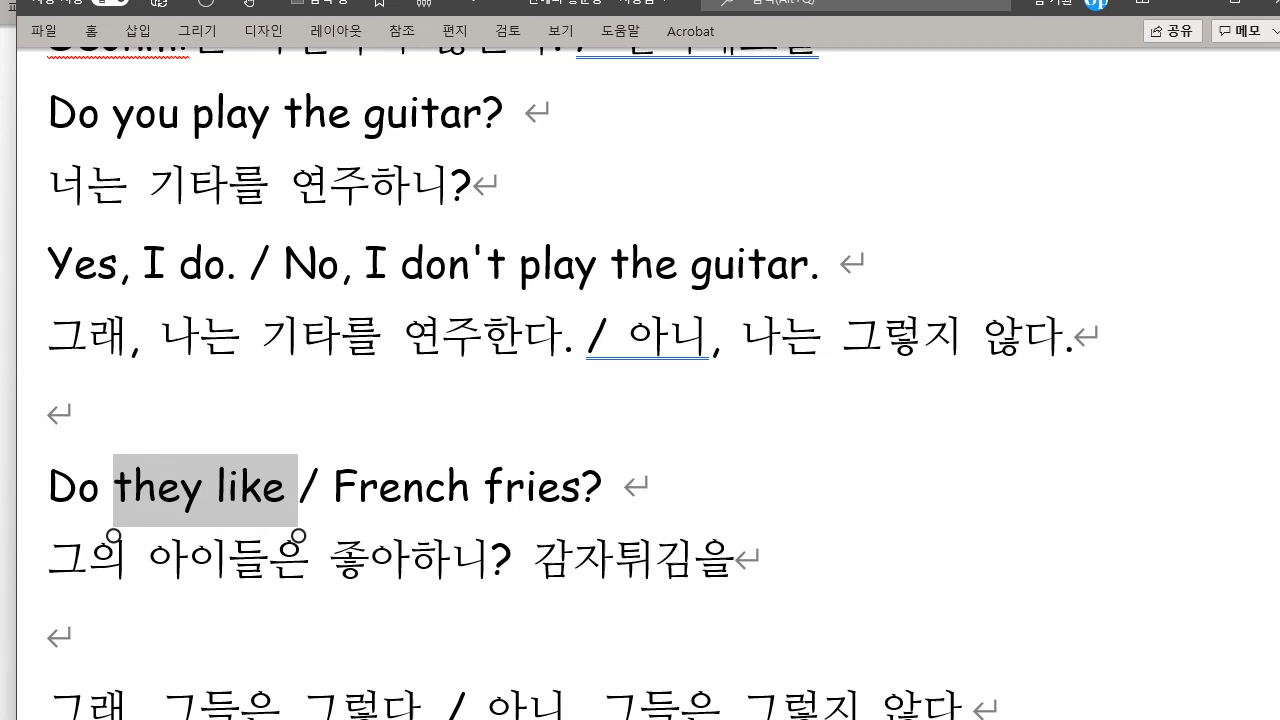 파일 홈 삽입 그리기 디자인 레이아웃 참조 편지 검토 보기 도움말 Acrobat 공유 메모
Do you play the guitar?
너는 기타를 연주하니?
Yes, I do. / No, I don't play the guitar.
그래, 나는 기타를 연주한다. / 아니, 나는 그렇지 않다.
Do they like / French fries?
그의 아이들은 좋아하니? 감자튀김을
그래, 그들은 그렇다 / 아니, 그들은 그렇지 않다.